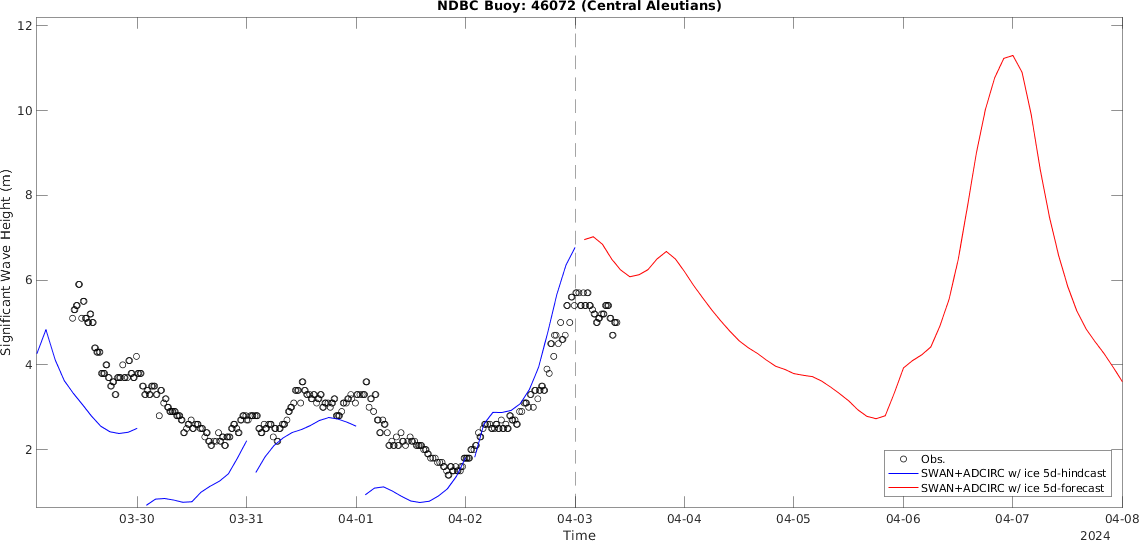 NDBC Buoy: 46072 (Central Aleutians)
12
10
8
6
4
2
Significant Wave Height (m)
Obs.
SWAN+ADCIRC w/ ice 5d-hindcast
SWAN+ADCIRC w/ ice 5d-forecast
03-30 03-31 04-01 04-02 04-03 04-04 04-05 04-06 04-07 04-08
Time
2024